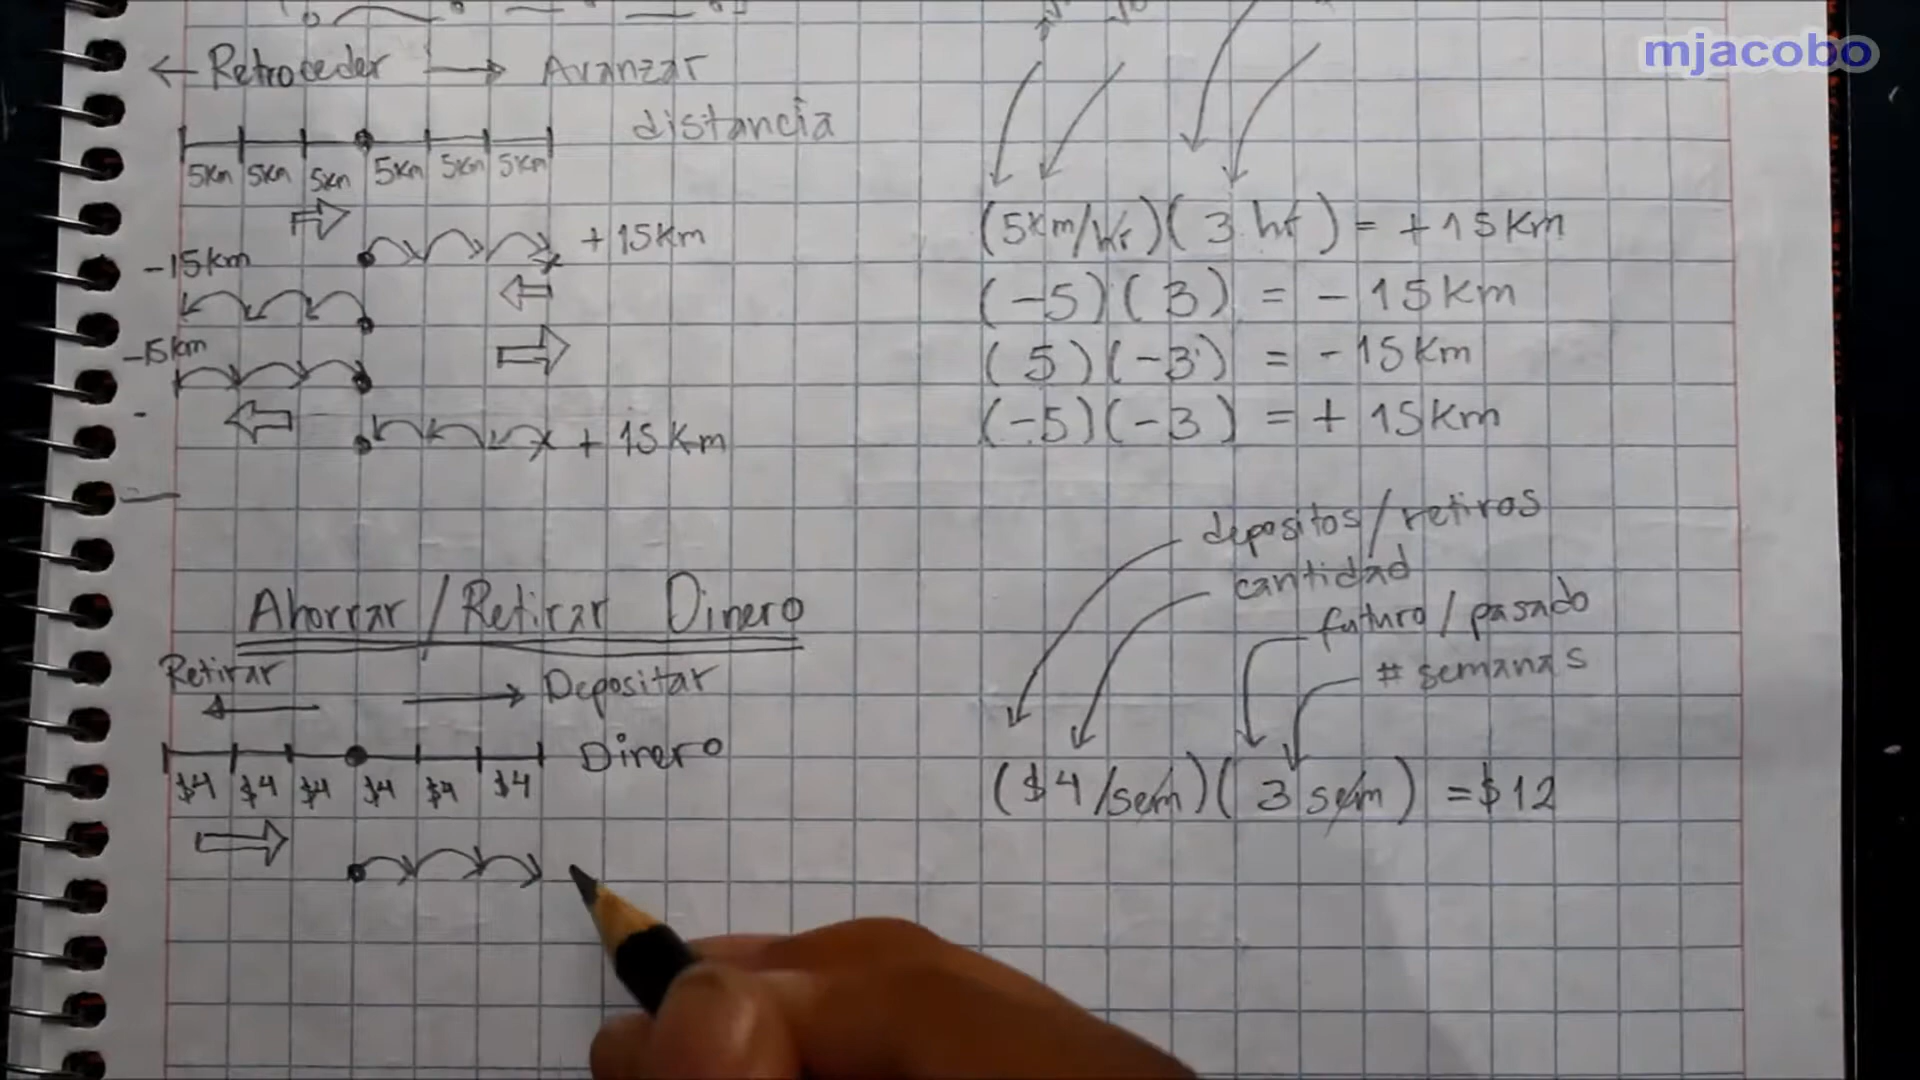 mjacobo
← Retroceder → Avanzar
distancia
5Km 5Km 5Km 5Km 5Km 5Km
+15Km
-15Km
-15Km
+ 15Km
(5Km/hr)(3 hr) = +15Km
(-5)(3) = - 15Km
(5)(-3) = - 15Km
(-5)(-3) = + 15Km
Ahorrar / Retirar Dinero
Retirar
Depositar
Dinero
$4 $4 $4 $4 $4 $4
depositos/retiros
cantidad
futuro / pasado
# semanas
($4/sem)(3 sem) = $12